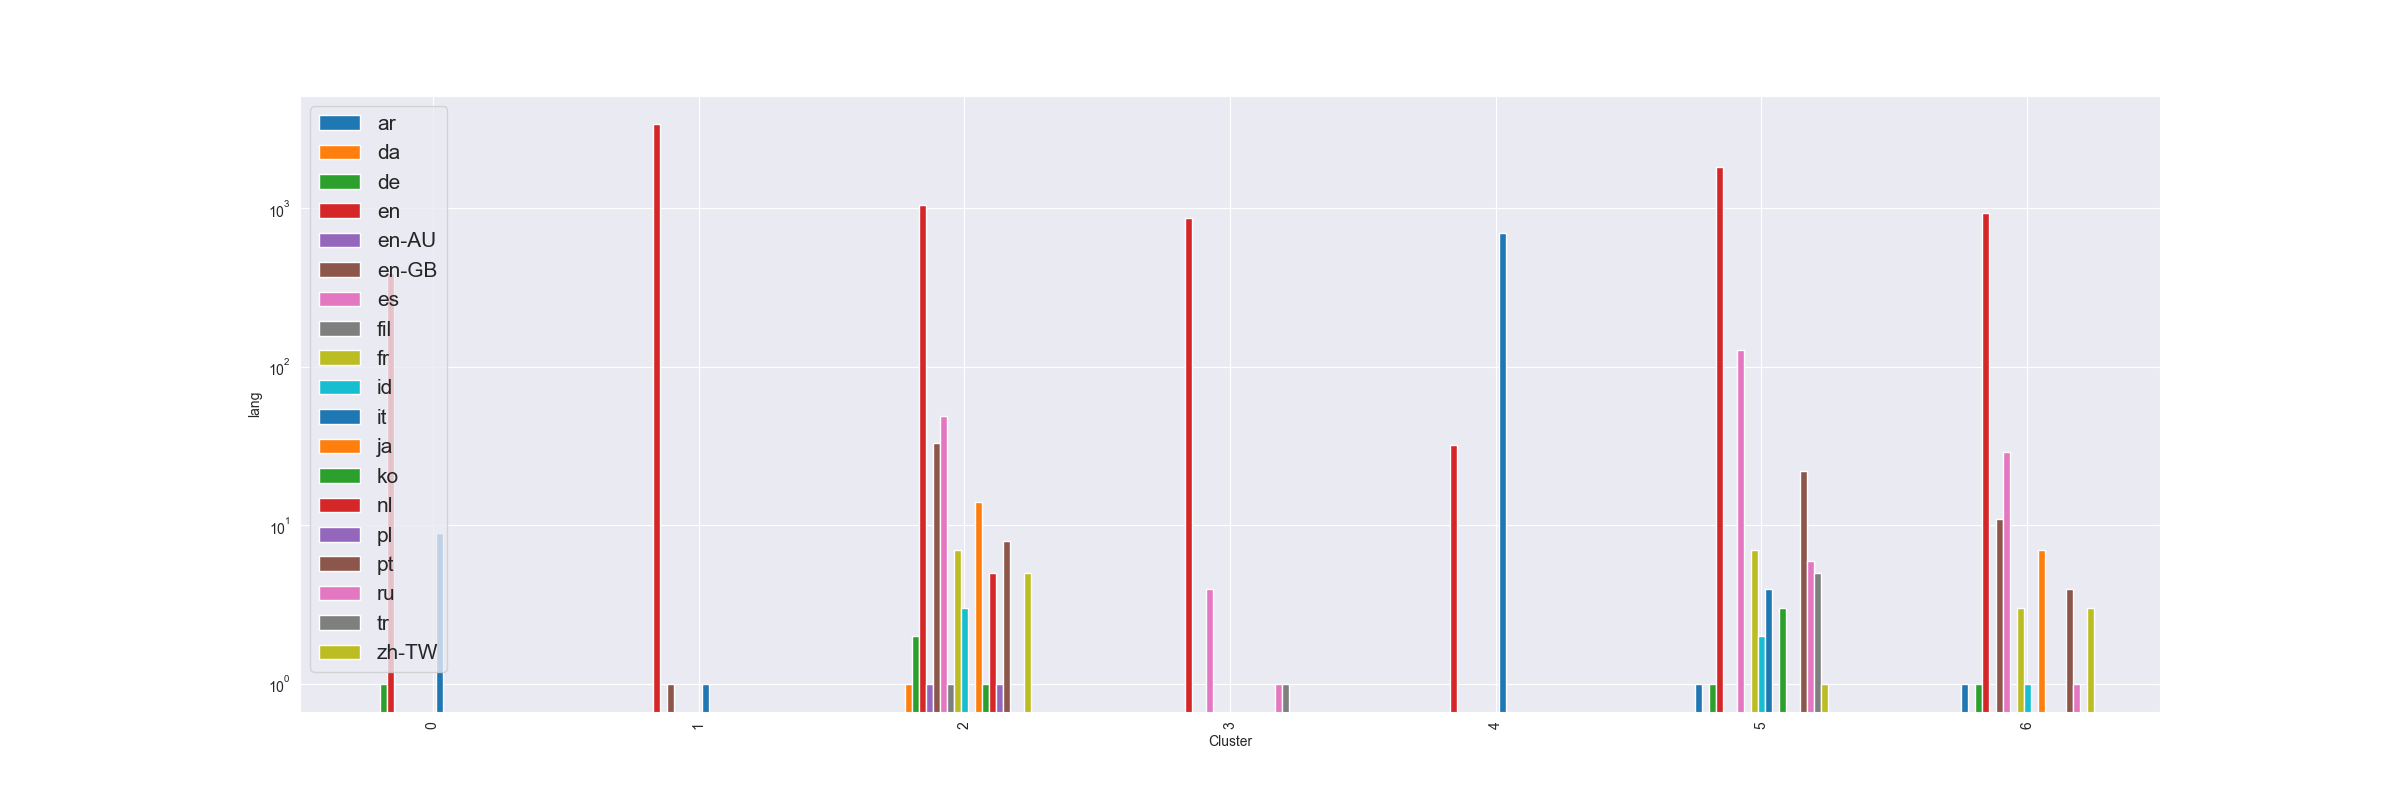 ar
da
de
en
en-AU
en-GB
es
fil
fr
id
it
ja
ko
nl
pl
pt
ru
tr
zh-TW
10³
10²
10¹
10⁰
lang
0 1 2 3 4 5 6
Cluster